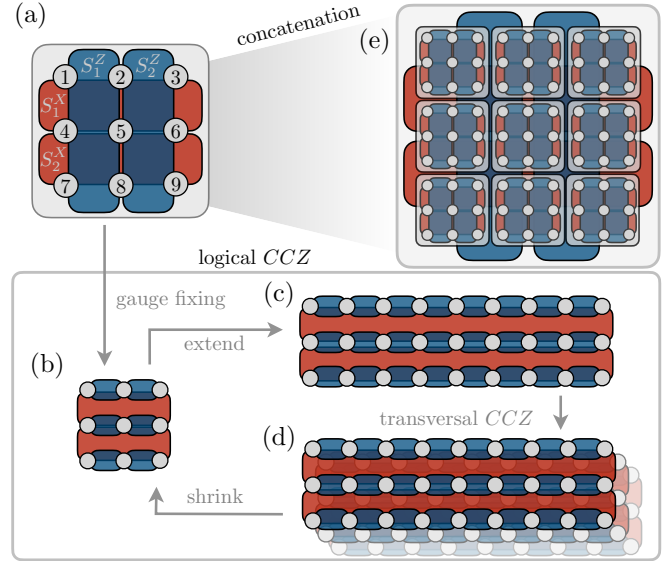 (a)
concatenation
(e)
1 $S_1^Z$ 2 $S_2^Z$ 3
$S_1^X$
4 5 6
$S_2^X$
7 8 9
logical CCZ
gauge fixing
(c)
extend
(b)
transversal CCZ
(d)
shrink